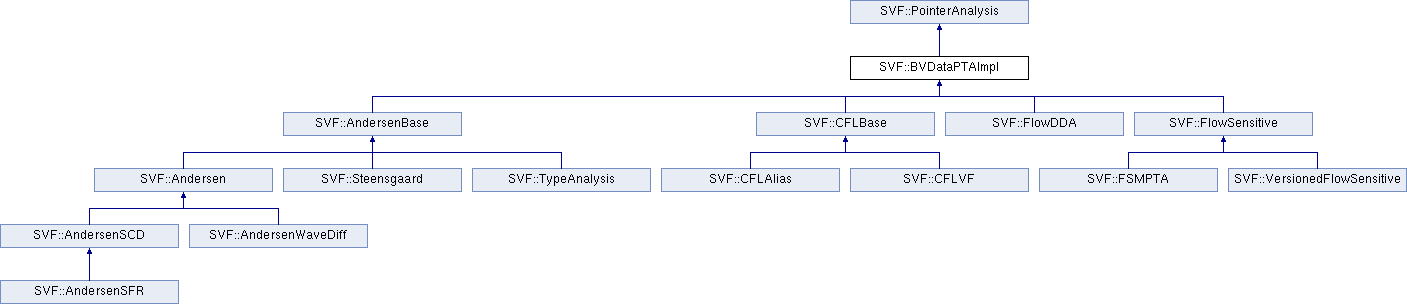 SVF::PointerAnalysis
SVF::BVDataPTAImpl
SVF::AndersenBase
SVF::CFLBase
SVF::FlowDDA
SVF::FlowSensitive
SVF::Andersen
SVF::Steensgaard
SVF::TypeAnalysis
SVF::CFLAlias
SVF::CFLVF
SVF::FSMPTA
SVF::VersionedFlowSensitive
SVF::AndersenSCD
SVF::AndersenWaveDiff
SVF::AndersenSFR